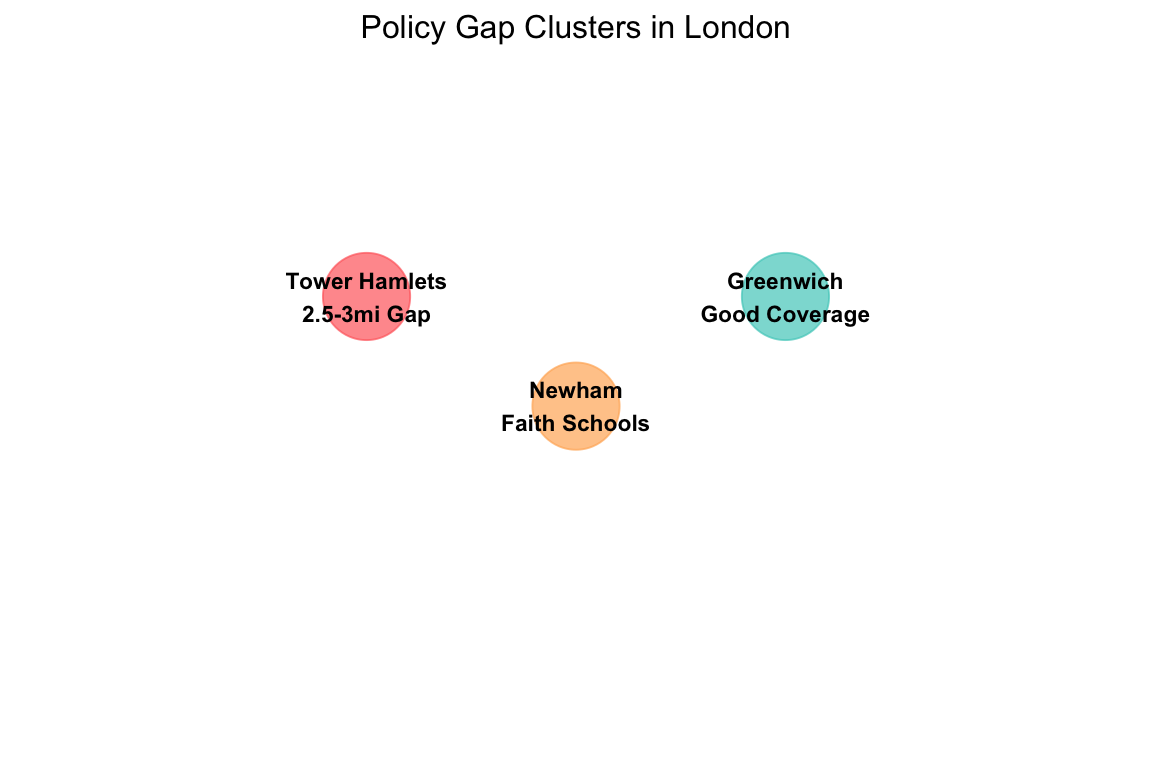 Policy Gap Clusters in London
Tower Hamlets
2.5-3mi Gap
Greenwich
Good Coverage
Newham
Faith Schools